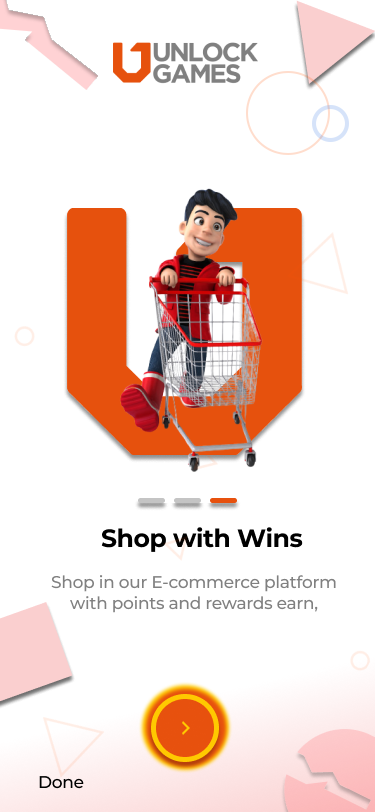 UNLOCK
GAMES
Shop with Wins
Shop in our E-commerce platform
with points and rewards earn,
Done